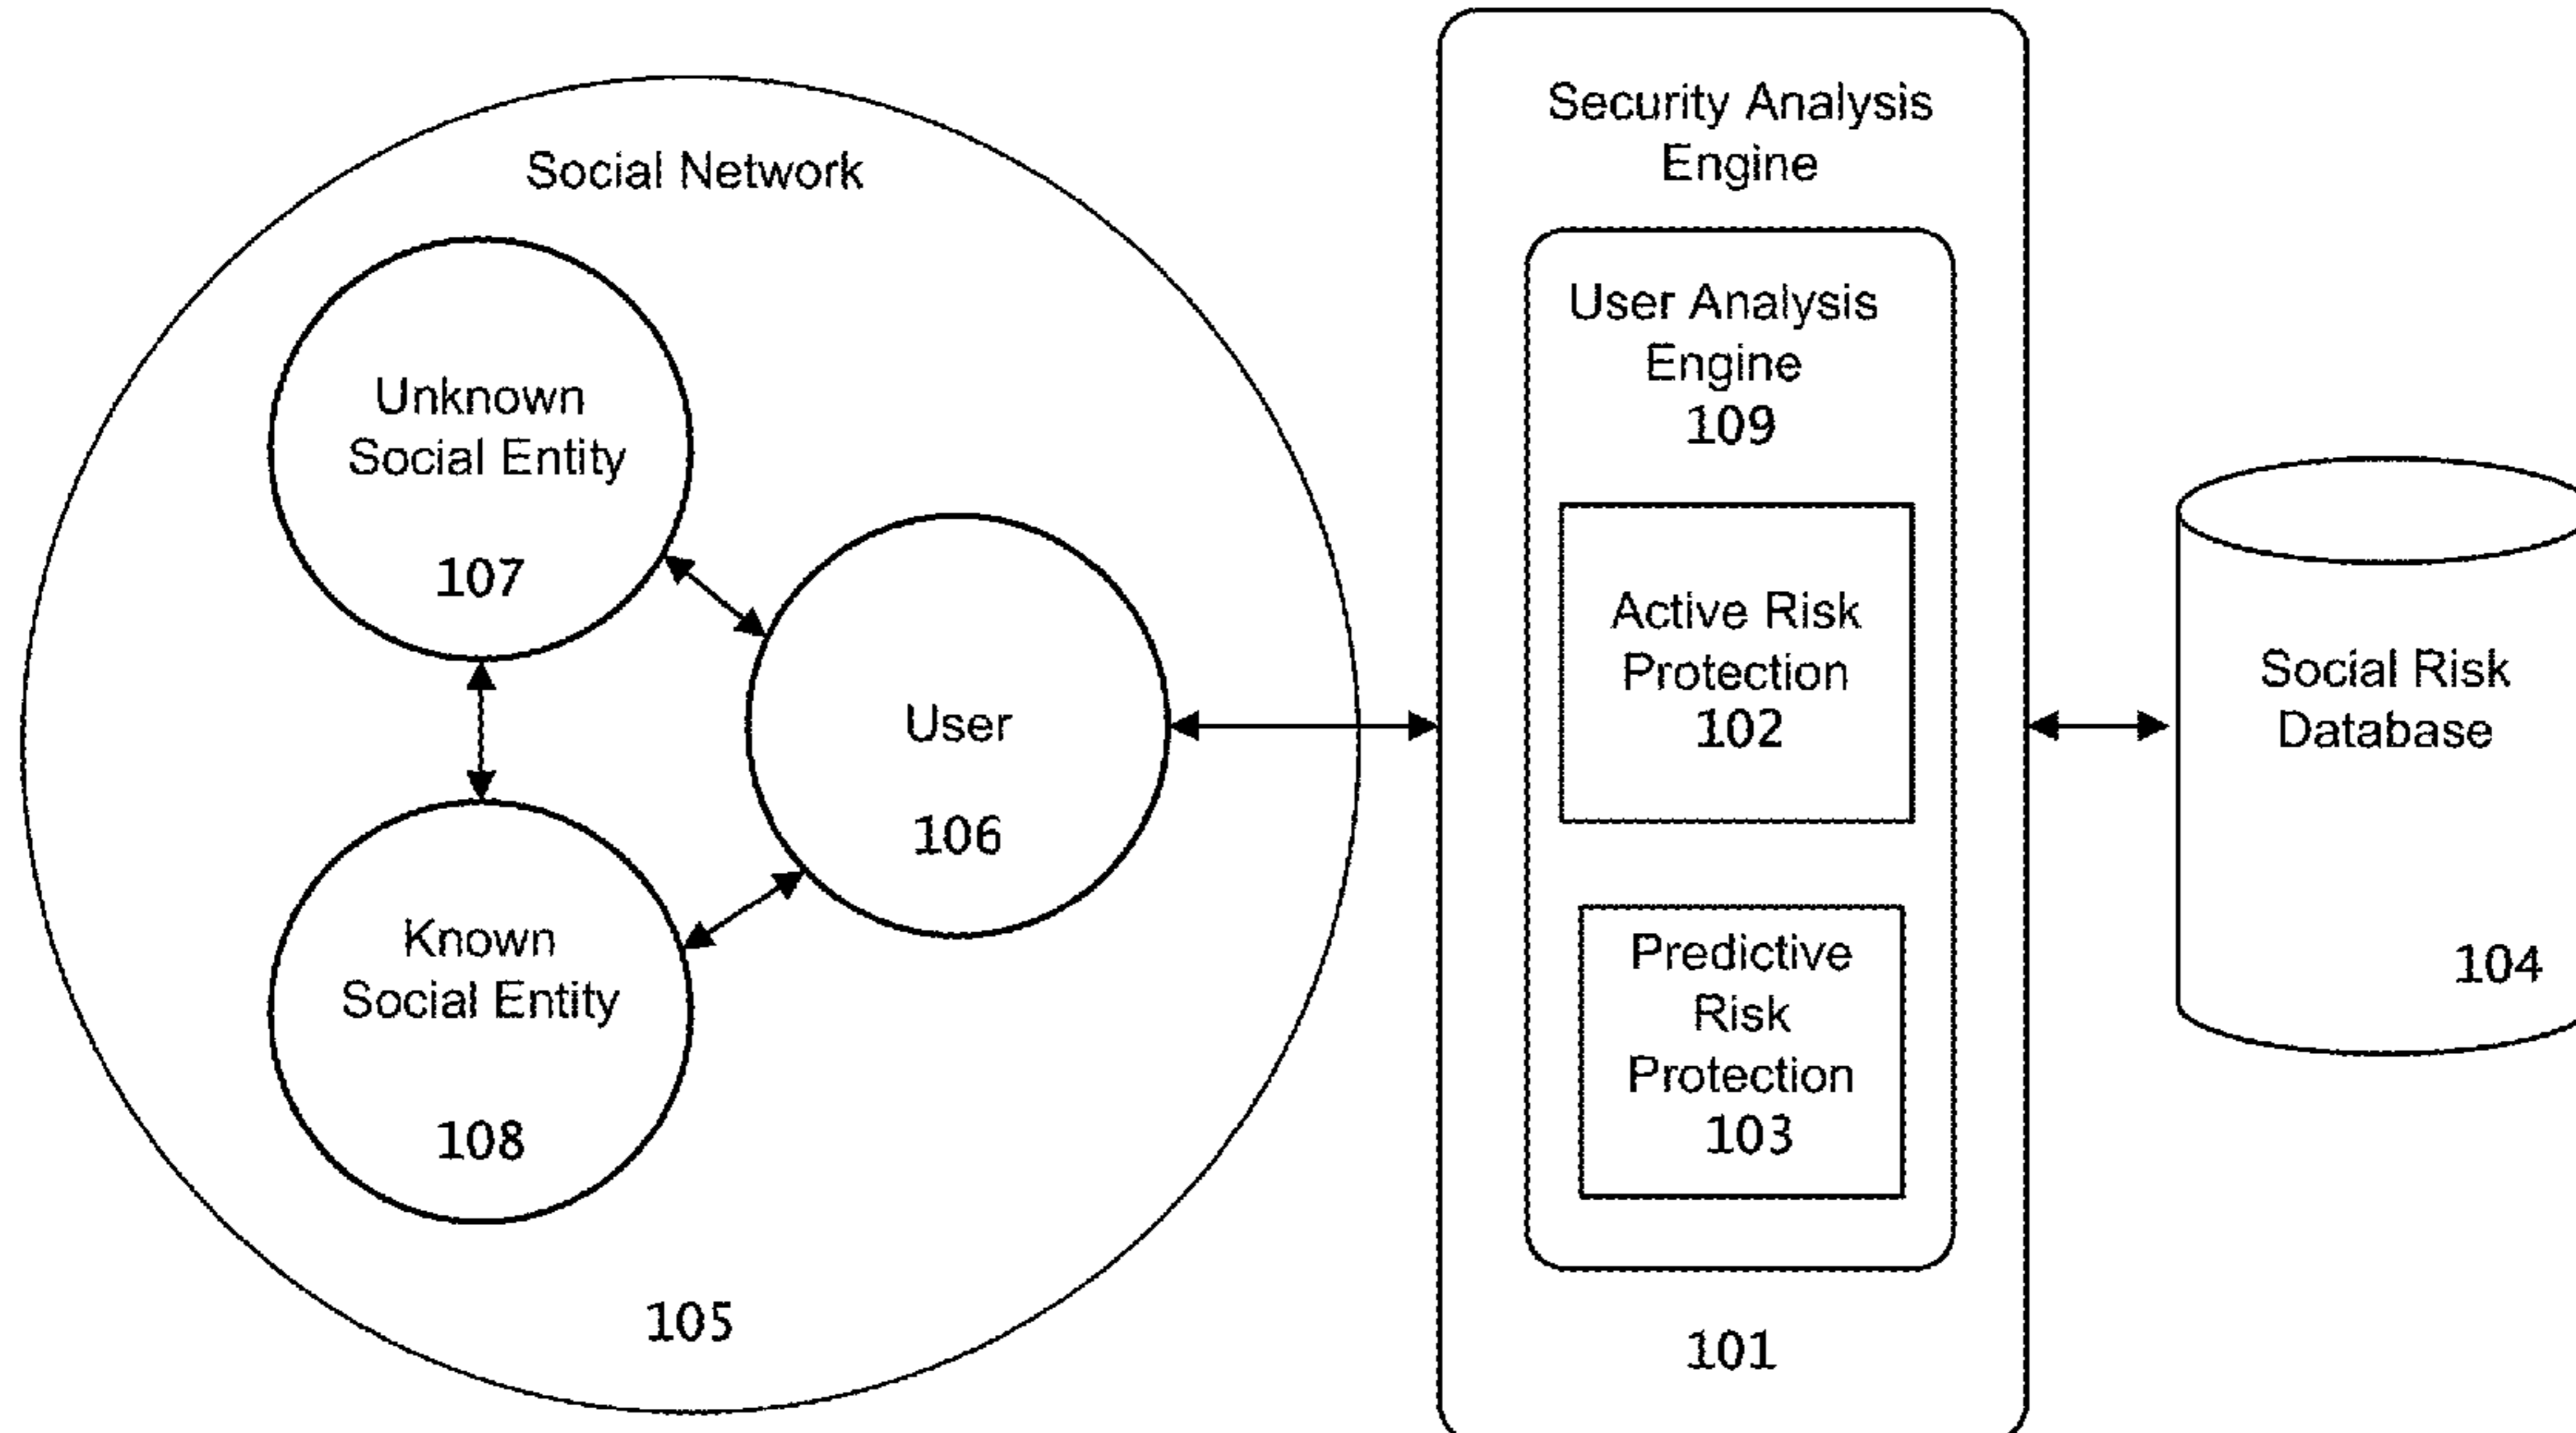 Social Network
Unknown
Social Entity
107
User
106
Known
Social Entity
108
105
Security Analysis
Engine
User Analysis
Engine
109
Active Risk
Protection
102
Predictive
Risk
Protection
103
101
Social Risk
Database
104